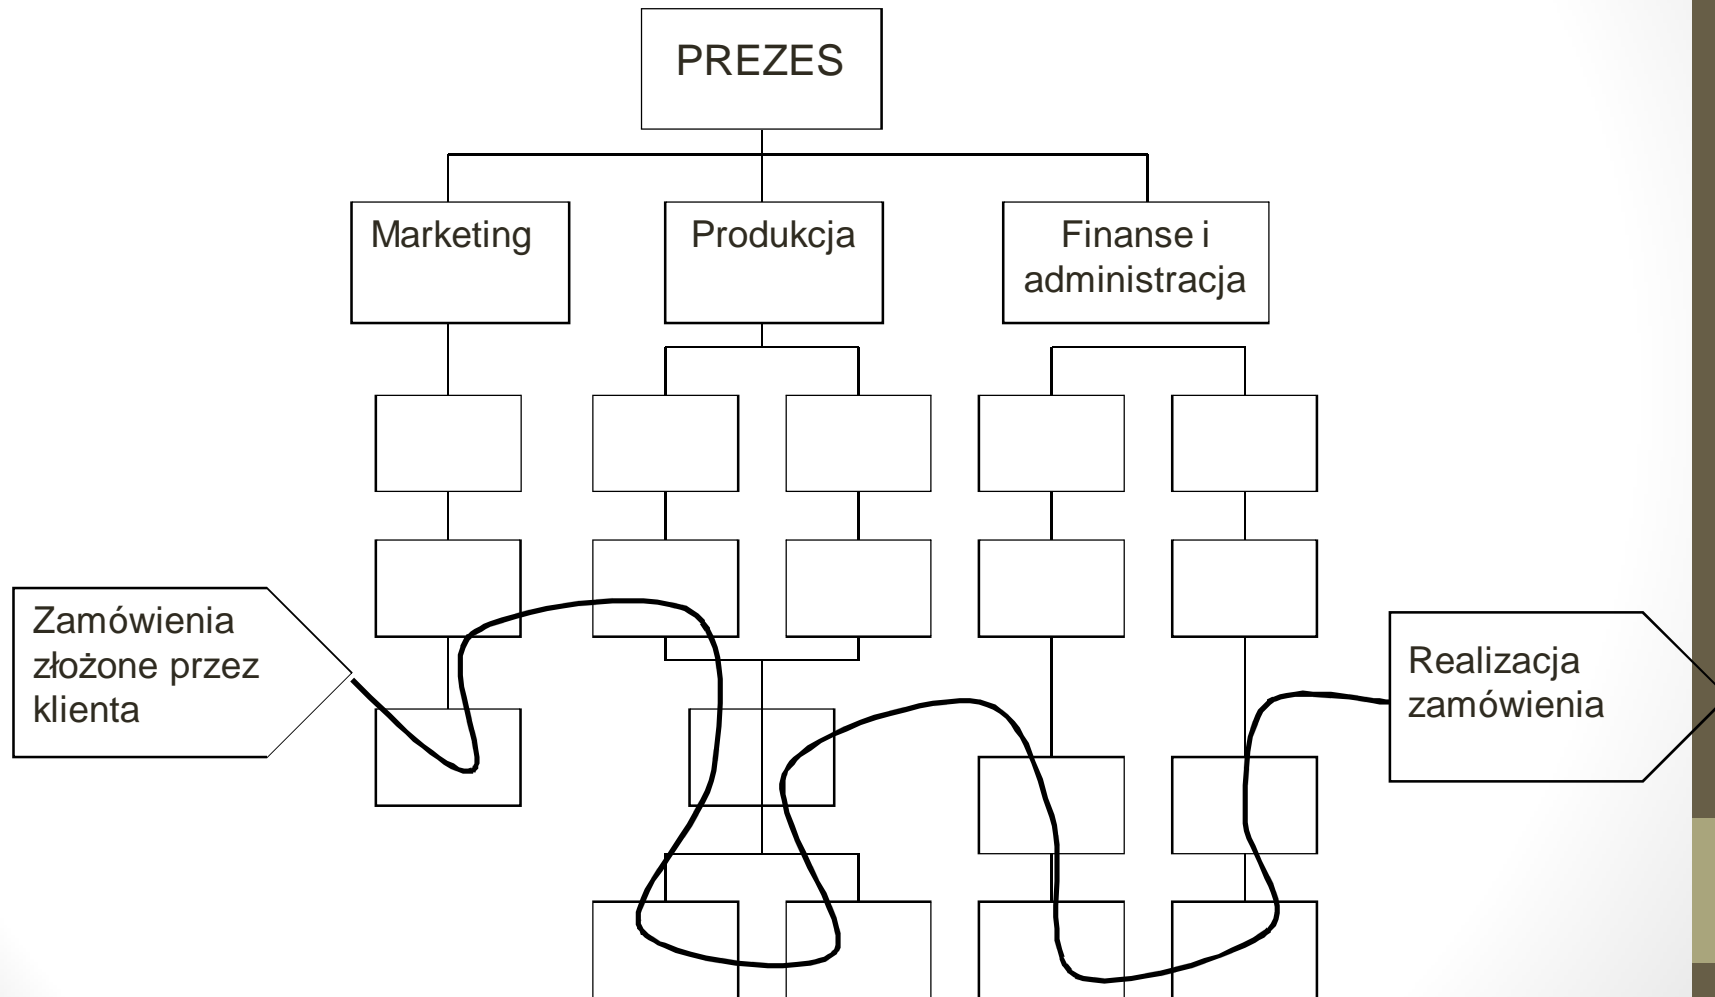 PREZES
Marketing
Produkcja
Finanse i
administracja
Zamówienia
złożone przez
klienta
Realizacja
zamówienia